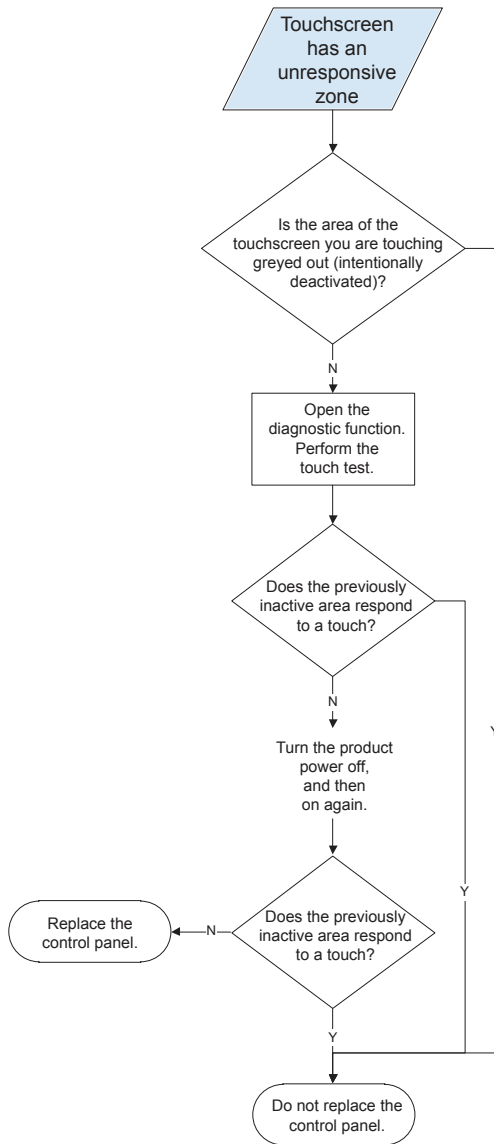 Touchscreen
has an
unresponsive
zone
Is the area of the
touchscreen you are touching
greyed out (intentionally
deactivated)?
N
Open the
diagnostic function.
Perform the
touch test.
Does the previously
inactive area respond
to a touch?
N
Y
Turn the product
power off,
and then
on again.
Y
Replace the
control panel.
N
Does the previously
inactive area respond
to a touch?
Y
Do not replace the
control panel.